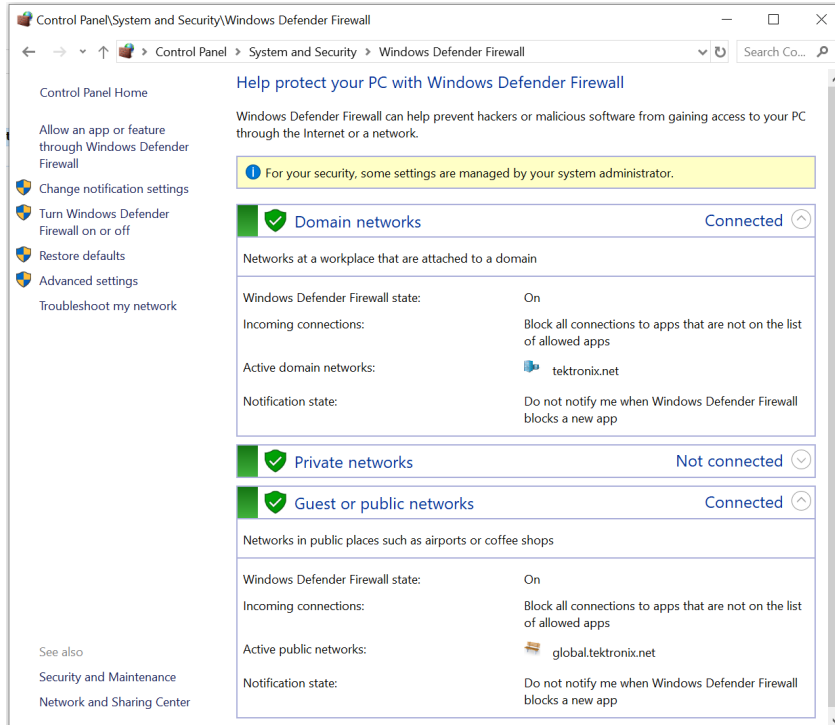 Control Panel\System and Security\Windows Defender Firewall
Control Panel > System and Security > Windows Defender Firewall
Search Co...
Control Panel Home
Allow an app or feature
through Windows Defender
Firewall
Change notification settings
Turn Windows Defender
Firewall on or off
Restore defaults
Advanced settings
Troubleshoot my network
See also
Security and Maintenance
Network and Sharing Center
Help protect your PC with Windows Defender Firewall
Windows Defender Firewall can help prevent hackers or malicious software from gaining access to your PC
through the Internet or a network.
For your security, some settings are managed by your system administrator.
Domain networks Connected
Networks at a workplace that are attached to a domain
Windows Defender Firewall state: On
Incoming connections: Block all connections to apps that are not on the list
of allowed apps
Active domain networks: tektronix.net
Notification state: Do not notify me when Windows Defender Firewall
blocks a new app
Private networks Not connected
Guest or public networks Connected
Networks in public places such as airports or coffee shops
Windows Defender Firewall state: On
Incoming connections: Block all connections to apps that are not on the list
of allowed apps
Active public networks: global.tektronix.net
Notification state: Do not notify me when Windows Defender Firewall
blocks a new app